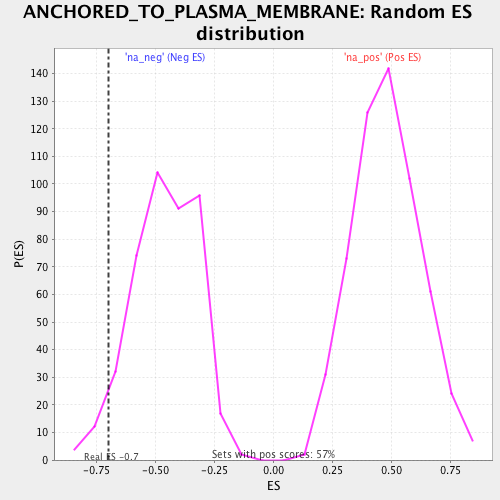 ANCHORED_TO_PLASMA_MEMBRANE: Random ES
distribution
'na_neg' (Neg ES)
'na_pos' (Pos ES)
P(ES)
140
130
120
110
100
90
80
70
60
50
40
30
20
10
0
Real ES -0.7
Sets with pos scores: 57%
-0.75
-0.50
-0.25
0.00
0.25
0.50
0.75
ES